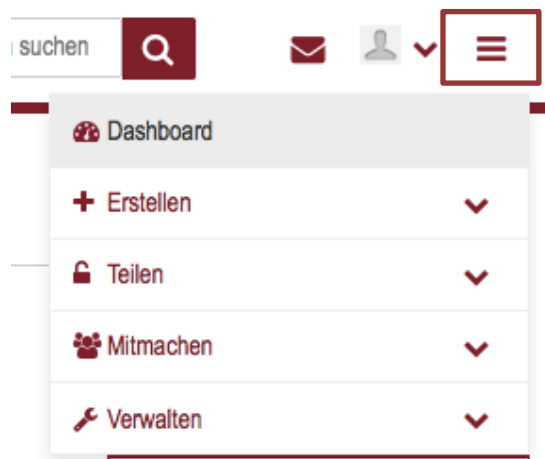 suchen
Dashboard
Erstellen
Teilen
Mitmachen
Verwalten